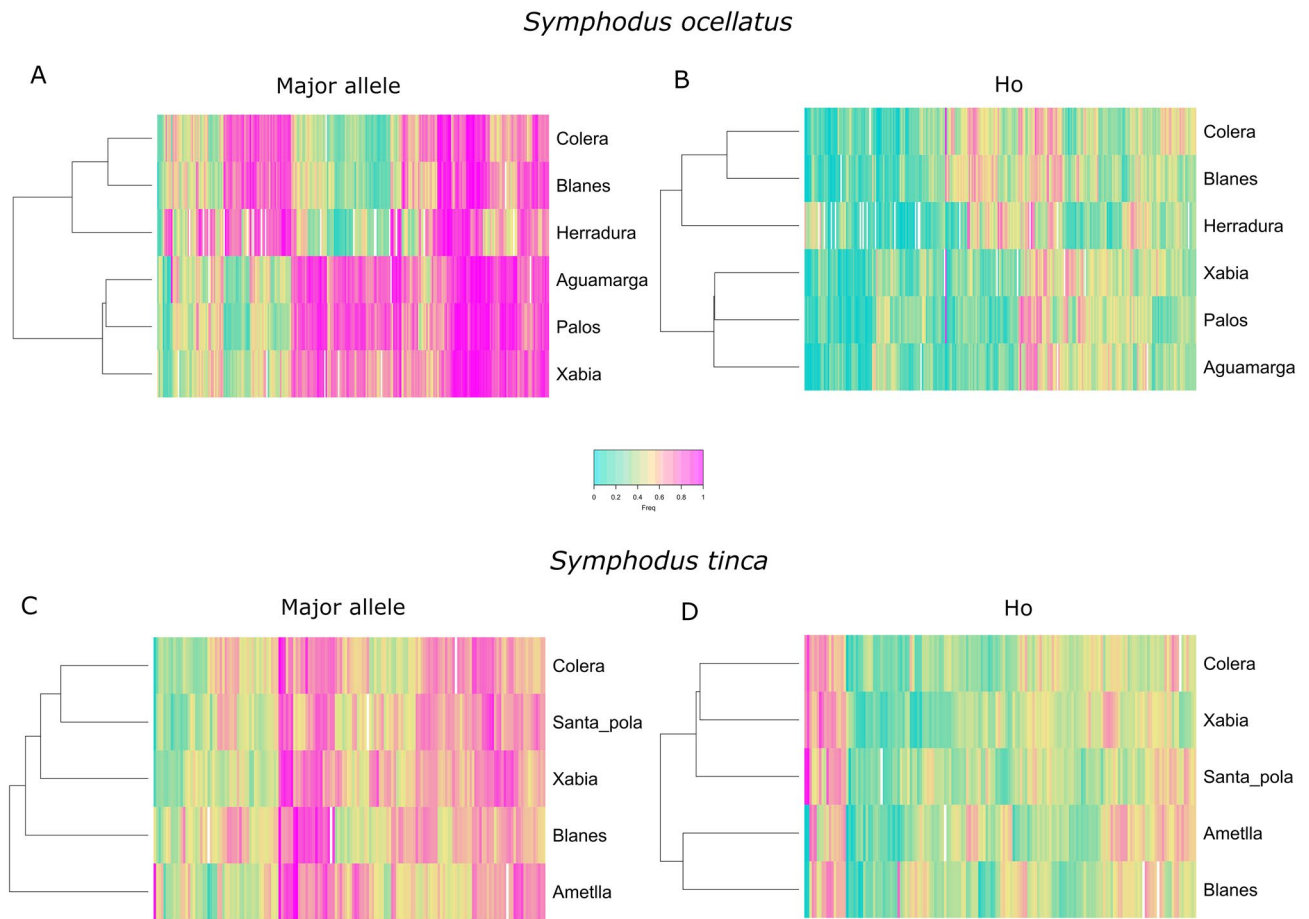 Symphodus ocellatus
A
Major allele
Colera
Blanes
Herradura
Aguamarga
Palos
Xabia
B
Ho
Colera
Blanes
Herradura
Xabia
Palos
Aguamarga
0 0.2 0.4 0.6 0.8 1
Freq
Symphodus tinca
C
Major allele
Colera
Santa_pola
Xabia
Blanes
Ametlla
D
Ho
Colera
Xabia
Santa_pola
Ametlla
Blanes